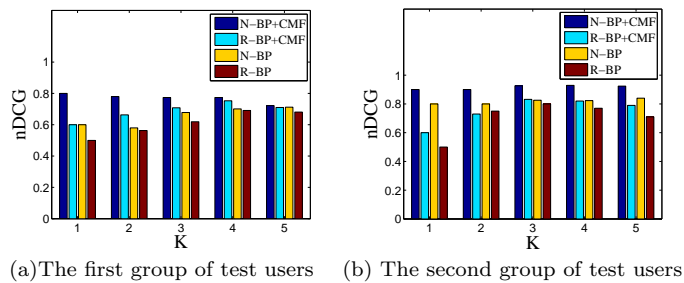 N-BP+CMF
R-BP+CMF
N-BP
R-BP
1
0.8
0.6
0.4
0.2
0
nDCG
1 2 3 4 5
K
(a)The first group of test users
N-BP+CMF
R-BP+CMF
N-BP
R-BP
1
0.8
0.6
0.4
0.2
0
nDCG
1 2 3 4 5
K
(b) The second group of test users